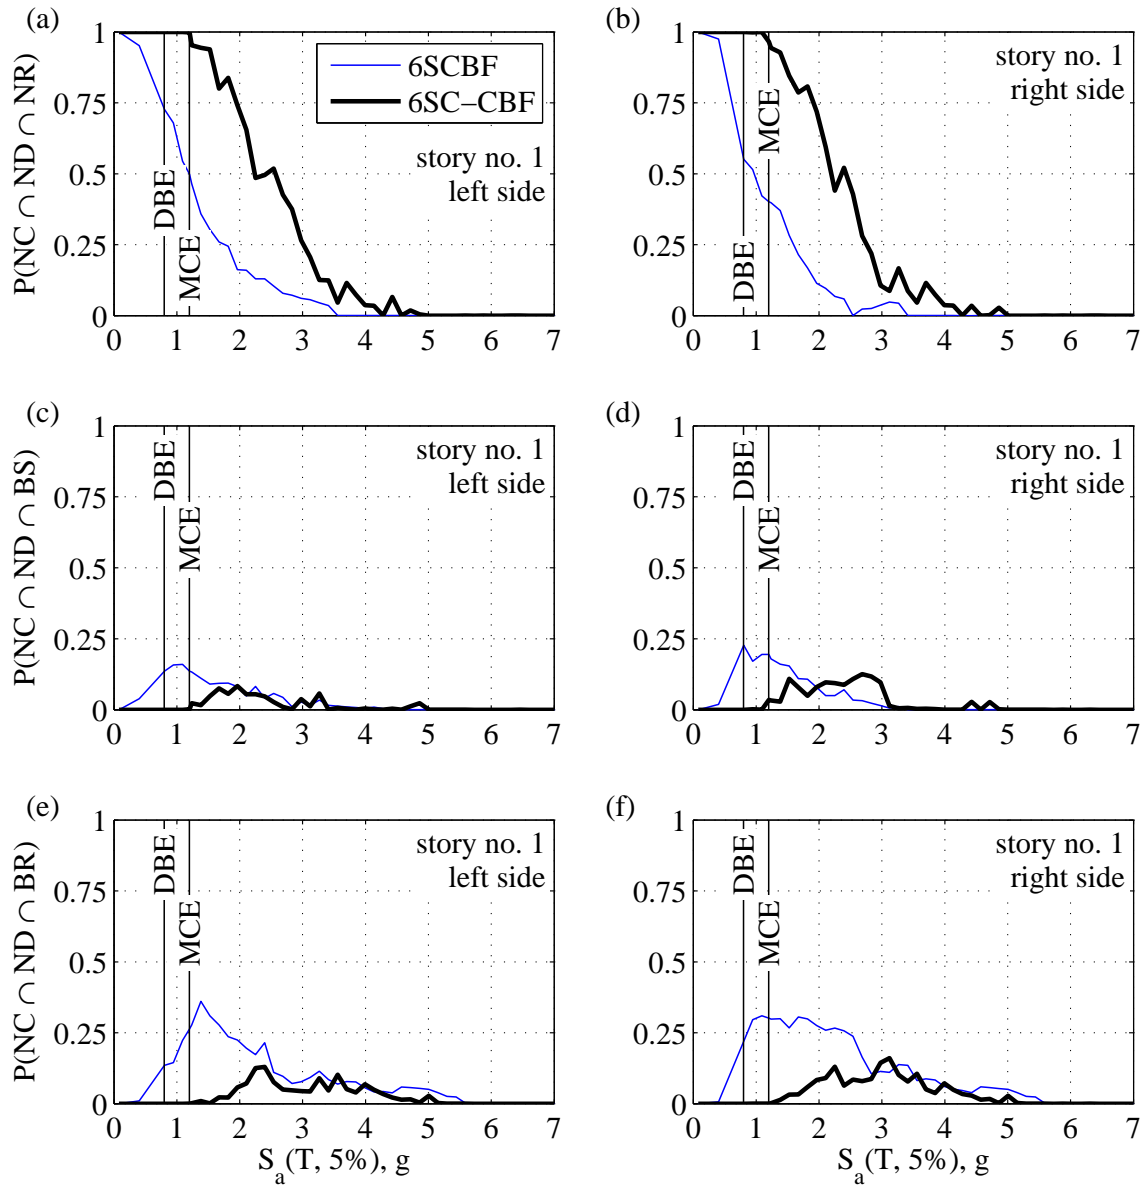 (a)
P(NC ∩ ND ∩ NR)
1
0.75
0.5
0.25
0
0 1 2 3 4 5 6 7
DBE
MCE
6SCBF
6SC−CBF
story no. 1
left side
(b)
1
0.75
0.5
0.25
0
0 1 2 3 4 5 6 7
DBE
MCE
story no. 1
right side
(c)
P(NC ∩ ND ∩ BS)
1
0.75
0.5
0.25
0
0 1 2 3 4 5 6 7
DBE
MCE
story no. 1
left side
(d)
1
0.75
0.5
0.25
0
0 1 2 3 4 5 6 7
DBE
MCE
story no. 1
right side
(e)
P(NC ∩ ND ∩ BR)
1
0.75
0.5
0.25
0
0 1 2 3 4 5 6 7
DBE
MCE
story no. 1
left side
S_a(T, 5%), g
(f)
1
0.75
0.5
0.25
0
0 1 2 3 4 5 6 7
DBE
MCE
story no. 1
right side
S_a(T, 5%), g